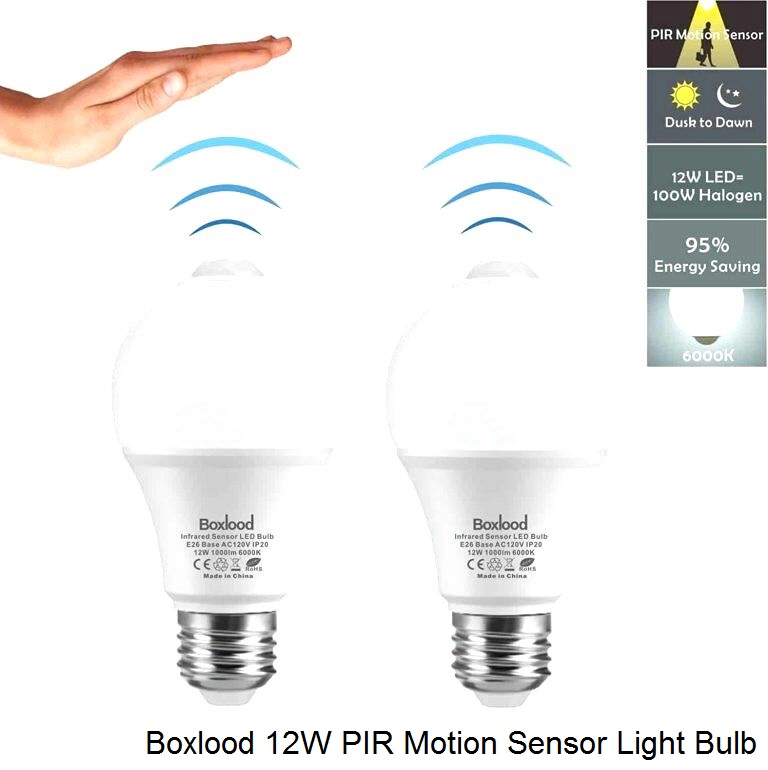 PIR Motion Sensor
Dusk to Dawn
12W LED=
100W Halogen
95%
Energy Saving
6000K
Boxlood
Infrared Sensor LED Bulb
E26 Base AC120V IP20
12W 1000lm 6000K
CE RoHS
Made in China
Boxlood
Infrared Sensor LED Bulb
E26 Base AC120V IP20
12W 1000lm 6000K
CE RoHS
Made in China
Boxlood 12W PIR Motion Sensor Light Bulb